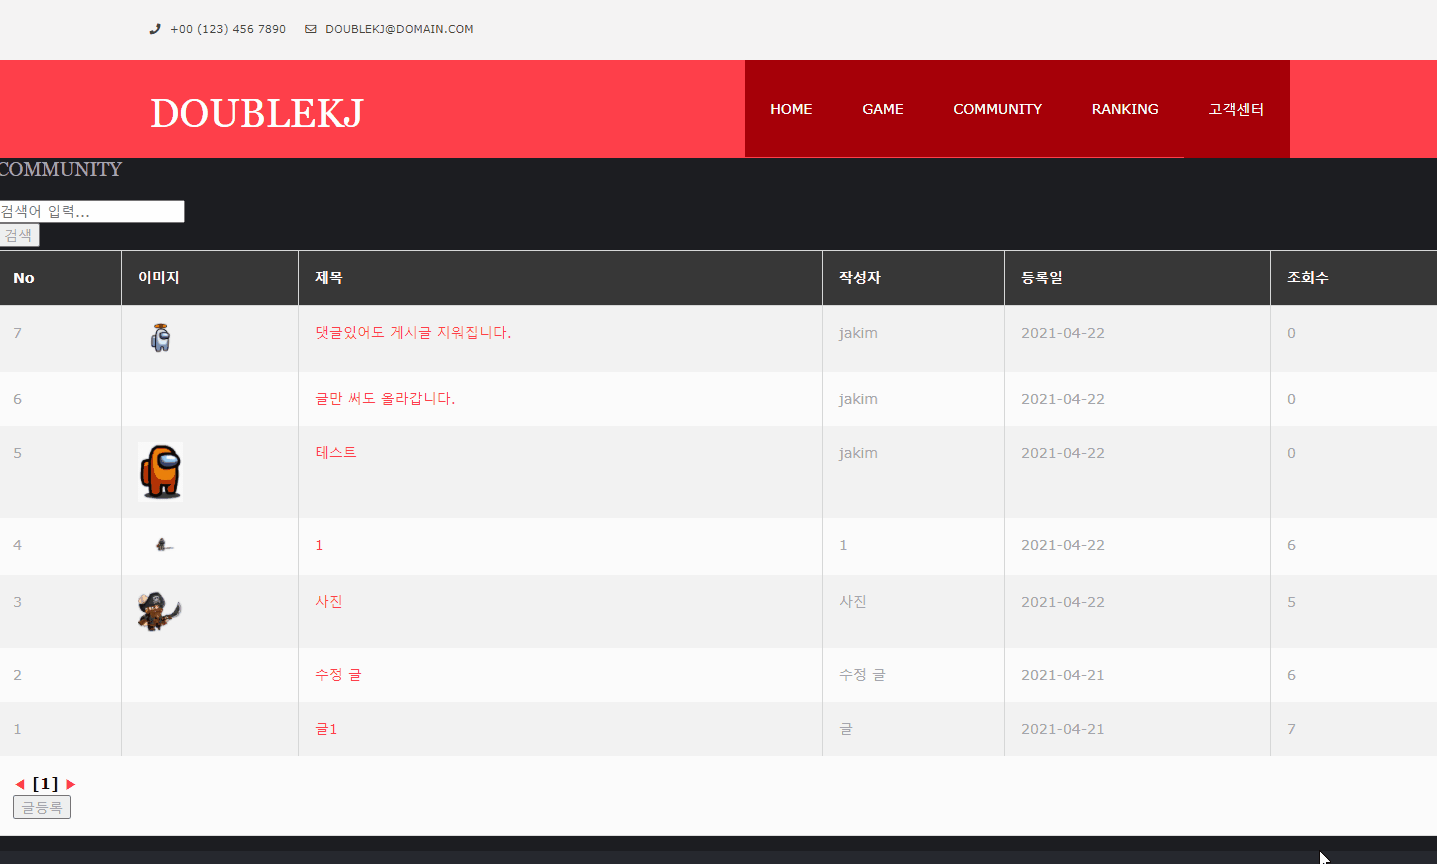 +00 (123) 456 7890 DOUBLEKJ@DOMAIN.COM
DOUBLEKJ HOME GAME COMMUNITY RANKING 고객센터
COMMUNITY
검색어 입력...
검색
No 이미지 제목 작성자 등록일 조회수
7 댓글있어도 게시글 지워집니다. jakim 2021-04-22 0
6 글만 써도 올라갑니다. jakim 2021-04-22 0
5 테스트 jakim 2021-04-22 0
4 1 1 2021-04-22 6
3 사진 사진 2021-04-22 5
2 수정 글 수정 글 2021-04-21 6
1 글1 글 2021-04-21 7
◀ [1] ▶
글등록